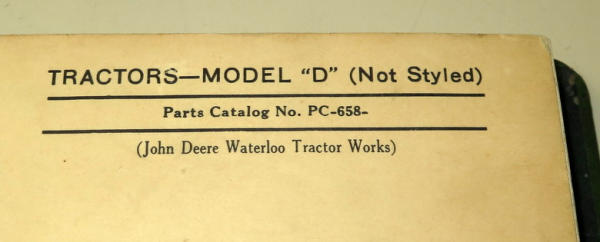 TRACTORS—MODEL "D" (Not Styled)
Parts Catalog No. PC-658-
(John Deere Waterloo Tractor Works)